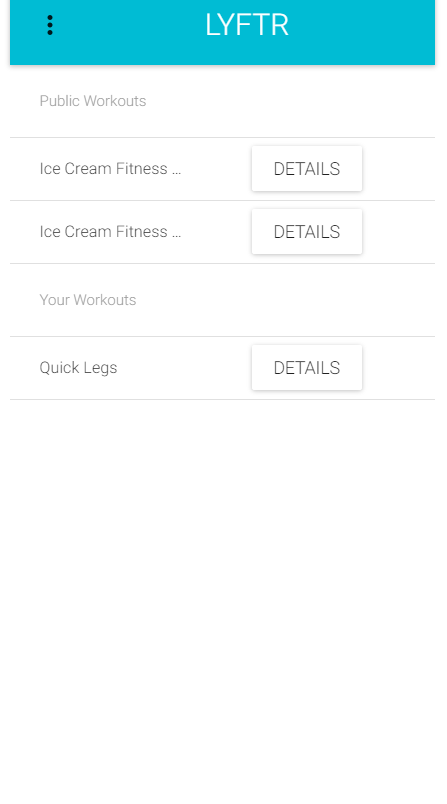 LYFTR
Public Workouts
Ice Cream Fitness ...
DETAILS
Ice Cream Fitness ...
DETAILS
Your Workouts
Quick Legs
DETAILS